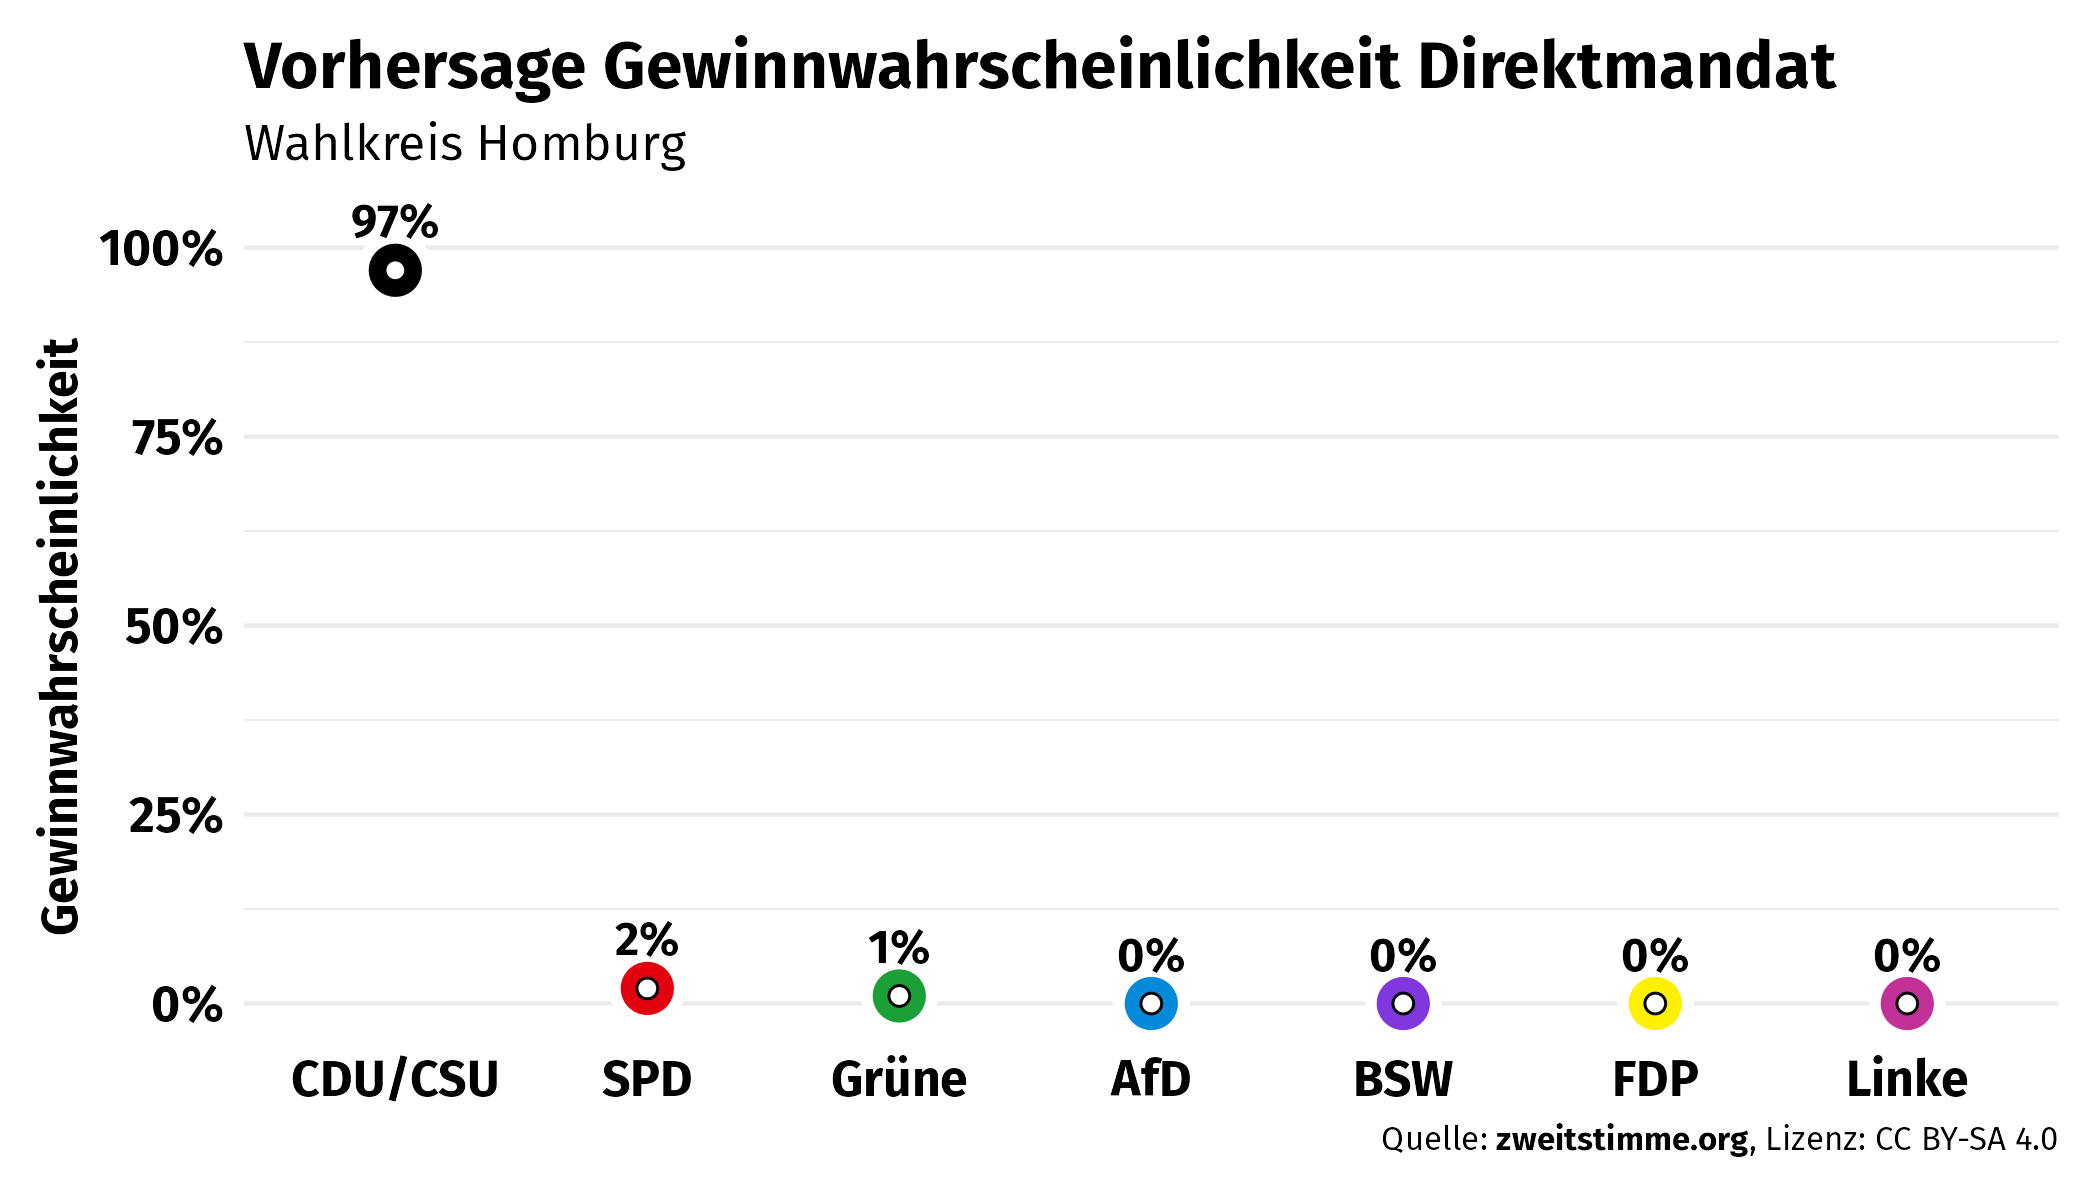 Vorhersage Gewinnwahrscheinlichkeit Direktmandat
Wahlkreis Homburg
Gewinnwahrscheinlichkeit
100%
75%
50%
25%
0%
97%
2%
1%
0%
0%
0%
0%
CDU/CSU
SPD
Grüne
AfD
BSW
FDP
Linke
Quelle: zweitstimme.org, Lizenz: CC BY-SA 4.0